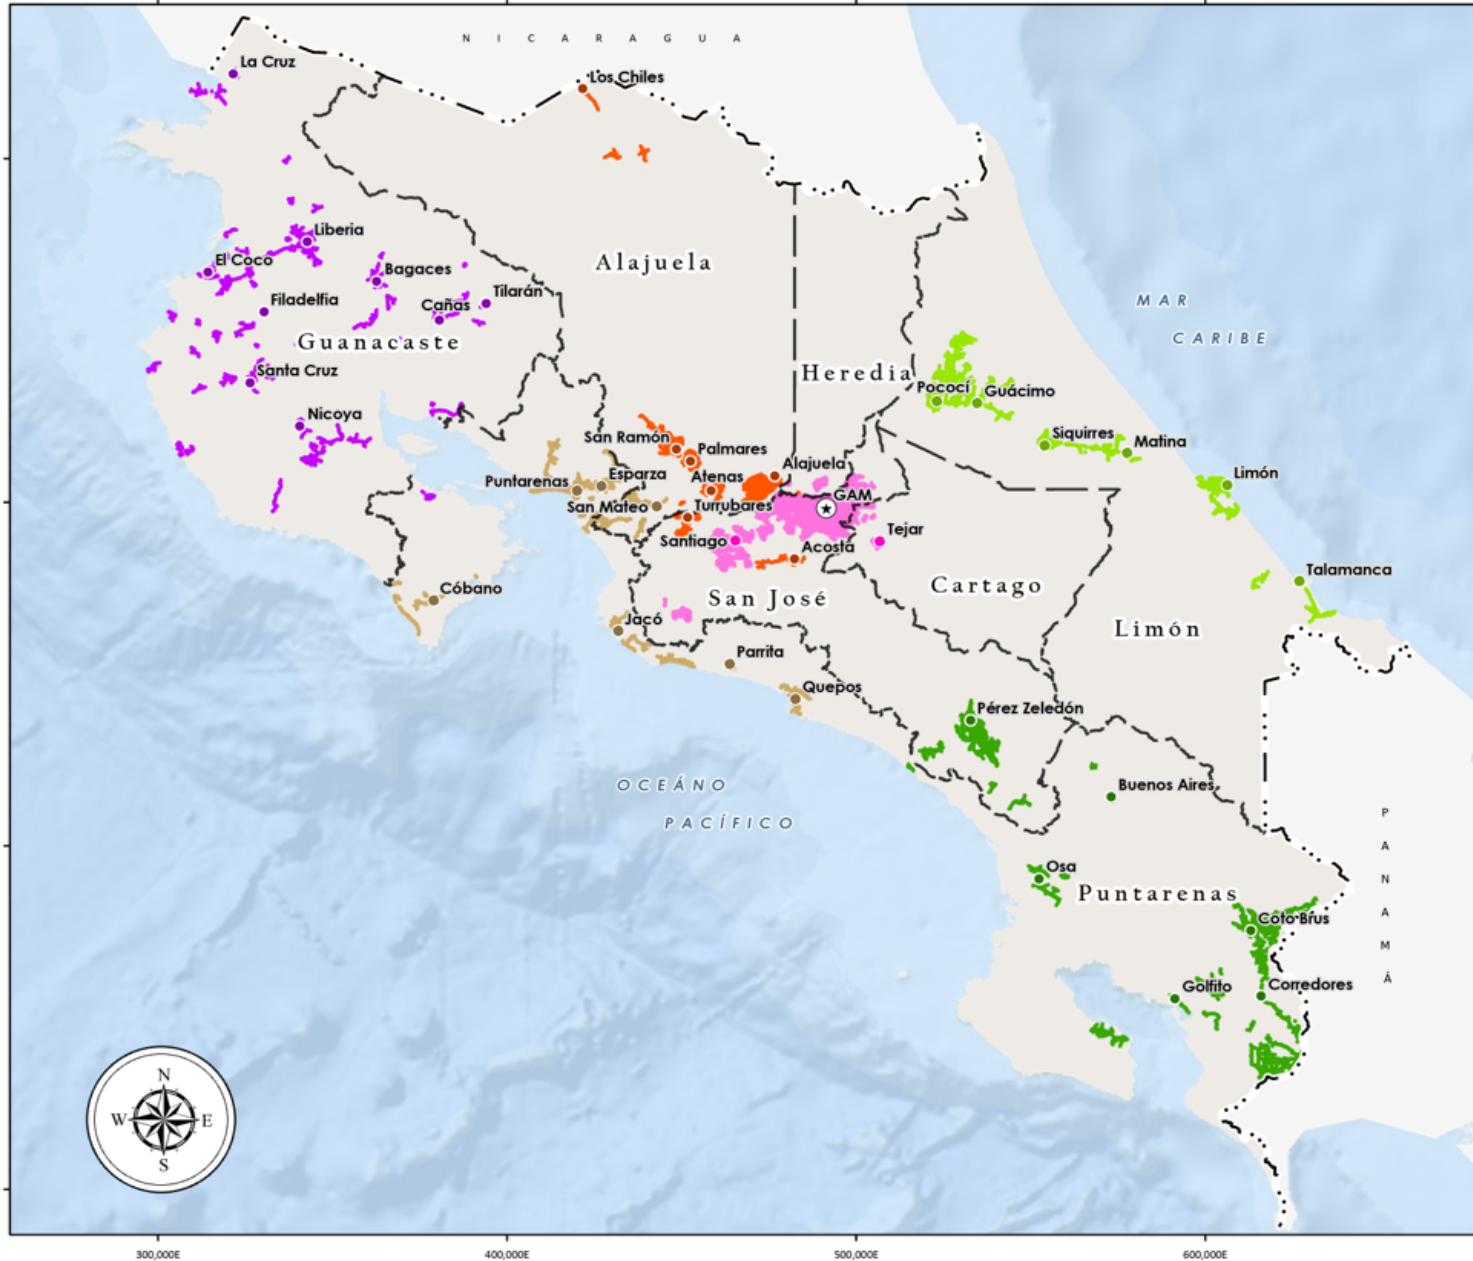 N I C A R A G U A
La Cruz
Los Chiles
Liberia
Alajuela
El Coco
Bagaces
Tilarán
Filadelfia
Cañas
MAR
CARIBE
Guanacaste
Heredia
Santa Cruz
Pococí
Guácimo
Nicoya
San Ramón
Palmares
Siquirres
Matina
Puntarenas
Esparza
Atenas
Alajuela
Limón
San Mateo
Turrubares
GAM
Santiago
Acosta
Tejar
Cóbano
San José
Cartago
Talamanca
Jacó
Limón
Parrita
Quepos
Pérez Zeledón
OCEÁNO
PACÍFICO
Buenos Aires
P
A
N
A
M
Á
Osa
Puntarenas
Coto Brus
Golfito
Corredores
N
W
E
S
300,000E
400,000E
500,000E
600,000E